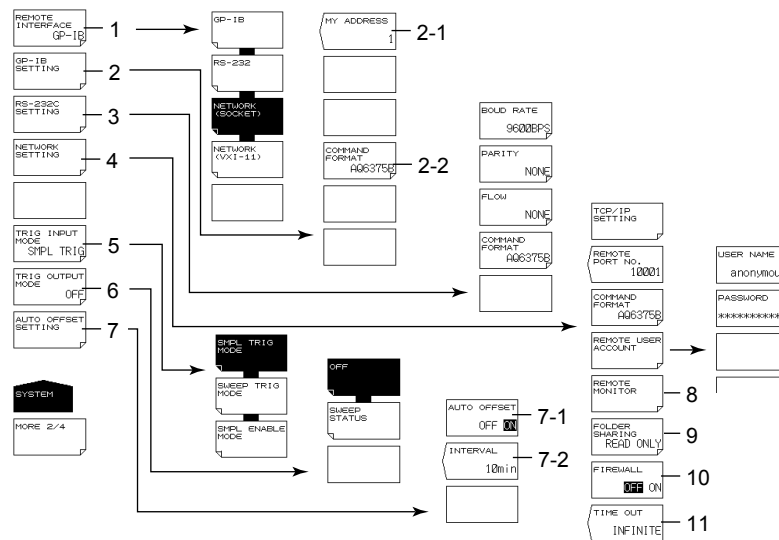 REMOTE
INTERFACE
GP-IB
1
GP-IB
SETTING
2
RS-232C
SETTING
3
NETWORK
SETTING
4
TRIG INPUT
MODE
SMPL TRIG
5
TRIG OUTPUT
MODE
OFF
6
AUTO OFFSET
SETTING
7
SYSTEM
MORE 2/4
GP-IB
RS-232
NETWORK
(SOCKET)
NETWORK
(VXI-11)
MY ADDRESS
1
2-1
COMMAND
FORMAT
AQ6375B
2-2
BOUD RATE
9600BPS
PARITY
NONE
FLOW
NONE
COMMAND
FORMAT
AQ6375B
SMPL TRIG
MODE
SWEEP TRIG
MODE
SMPL ENABLE
MODE
OFF
SWEEP
STATUS
AUTO OFFSET
OFF ON
7-1
INTERVAL
10min
7-2
TCP/IP
SETTING
REMOTE
PORT NO.
10001
COMMAND
FORMAT
AQ6375B
REMOTE USER
ACCOUNT
REMOTE
MONITOR
8
FOLDER
SHARING
READ ONLY
9
FIREWALL
OFF ON
10
TIME OUT
INFINITE
11
USER NAME
anonymou
PASSWORD
***********